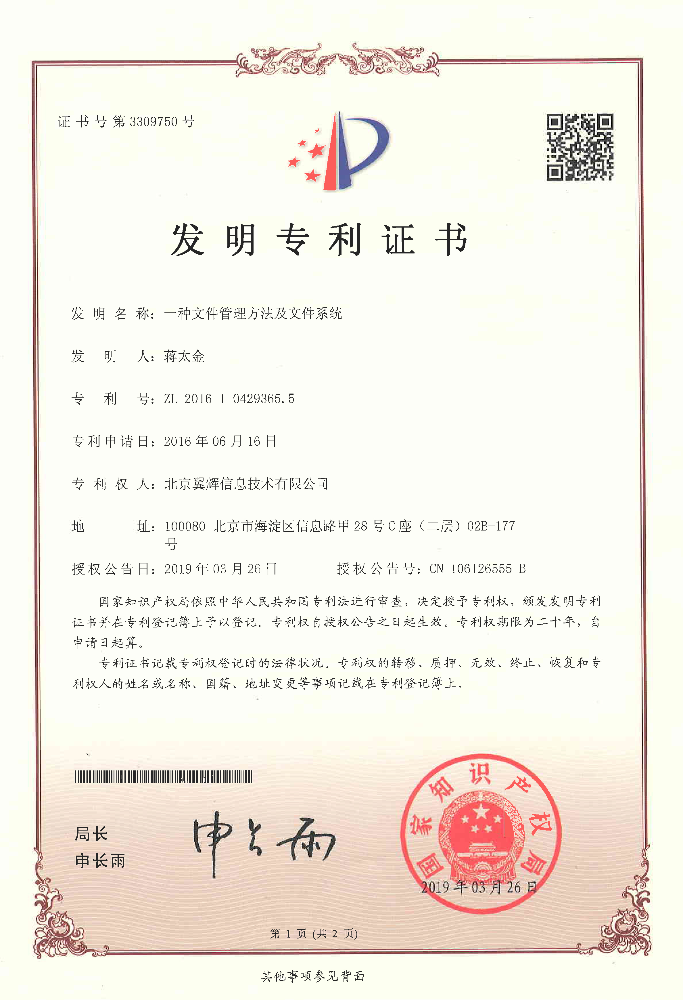 证书号第3309750号
发明专利证书
发明名称：一种文件管理方法及文件系统
发明人：蒋太金
专利号：ZL 2016 1 0429365.5
专利申请日：2016年06月16日
专利权人：北京翼辉信息技术有限公司
地址：100080 北京市海淀区信息路甲28号C座（二层）02B-177
号
授权公告日：2019年03月26日 授权公告号：CN 106126555 B
国家知识产权局依照中华人民共和国专利法进行审查，决定授予专利权，颁发发明专利
证书并在专利登记簿上予以登记。专利权自授权公告之日起生效。专利权期限为二十年，自
申请日起算。
专利证书记载专利权登记时的法律状况。专利权的转移、质押、无效、终止、恢复和专
利权人的姓名或名称、国籍、地址变更等事项记载在专利登记簿上。
局长
申长雨
申长雨
国家知识产权局
2019年03月26日
第 1 页 (共 2 页)
其他事项参见背面